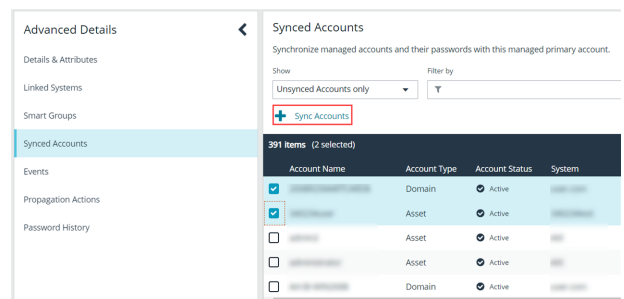 Advanced Details
Details & Attributes
Linked Systems
Smart Groups
Synced Accounts
Events
Propagation Actions
Password History
Synced Accounts
Synchronize managed accounts and their passwords with this managed primary account.
Show Filter by
Unsynced Accounts only
Sync Accounts
391 items (2 selected)
Account Name Account Type Account Status System
Domain Active
Asset Active
Asset Active
Asset Active
Domain Active